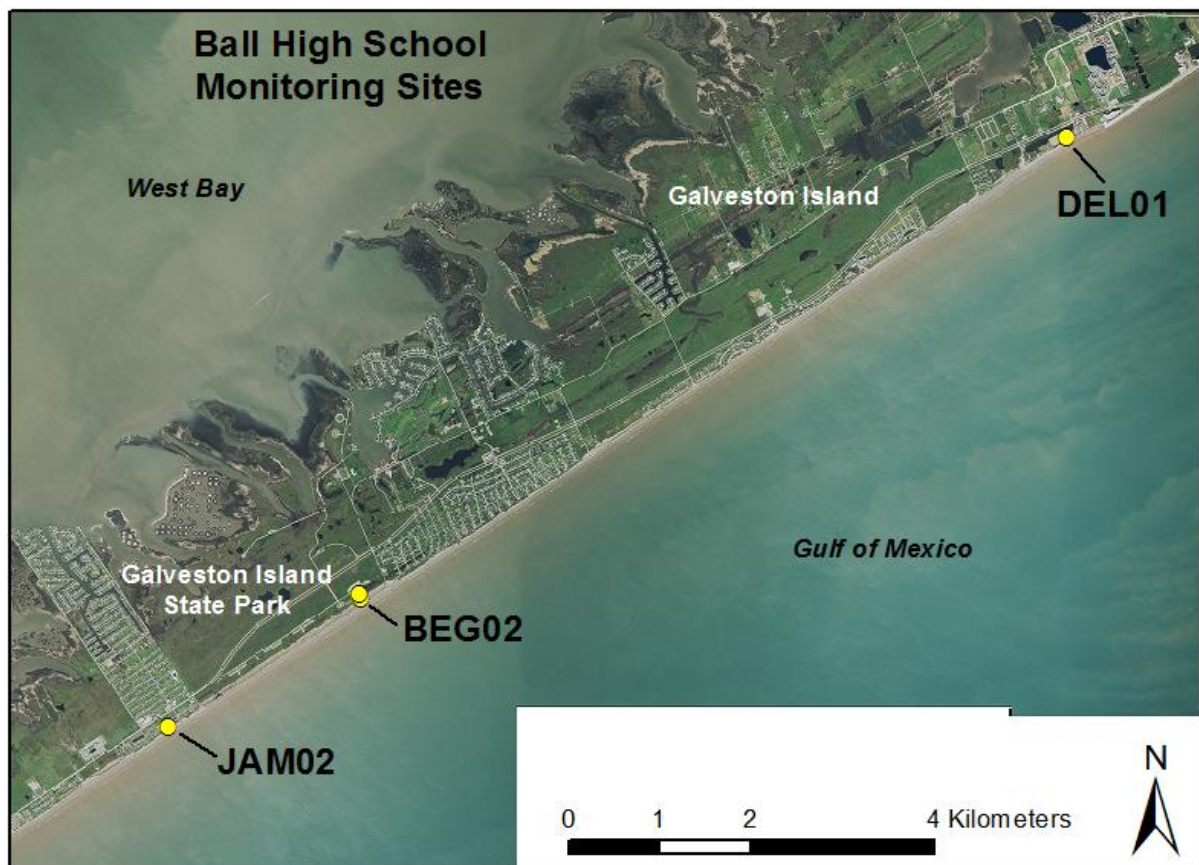 Ball High School
Monitoring Sites
West Bay
Galveston Island
DEL01
Gulf of Mexico
Galveston Island
State Park
BEG02
JAM02
N
0 1 2 4 Kilometers